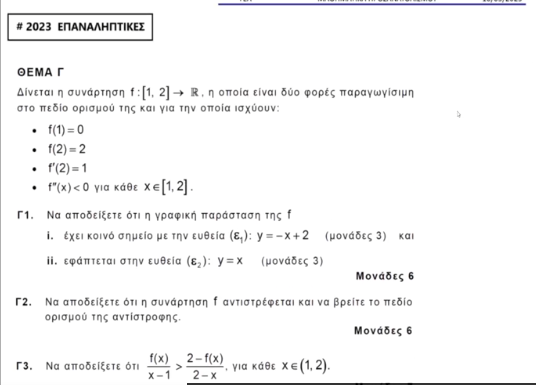 # 2023 ΕΠΑΝΑΛΗΠΤΙΚΕΣ
ΘΕΜΑ Γ
Δίνεται η συνάρτηση f : [1, 2] → ℝ , η οποία είναι δύο φορές παραγωγίσιμη
στο πεδίο ορισμού της και για την οποία ισχύουν:
• f(1) = 0
• f(2) = 2
• f′(2) = 1
• f″(x) < 0 για κάθε x ∈ [1, 2] .
Γ1. Να αποδείξετε ότι η γραφική παράσταση της f
i. έχει κοινό σημείο με την ευθεία (ε₁): y = −x + 2 (μονάδες 3) και
ii. εφάπτεται στην ευθεία (ε₂): y = x (μονάδες 3)
Μονάδες 6
Γ2. Να αποδείξετε ότι η συνάρτηση f αντιστρέφεται και να βρείτε το πεδίο
ορισμού της αντίστροφης.
Μονάδες 6
Γ3. Να αποδείξετε ότι f(x)/(x − 1) > (2 − f(x))/(2 − x), για κάθε x ∈ (1, 2).